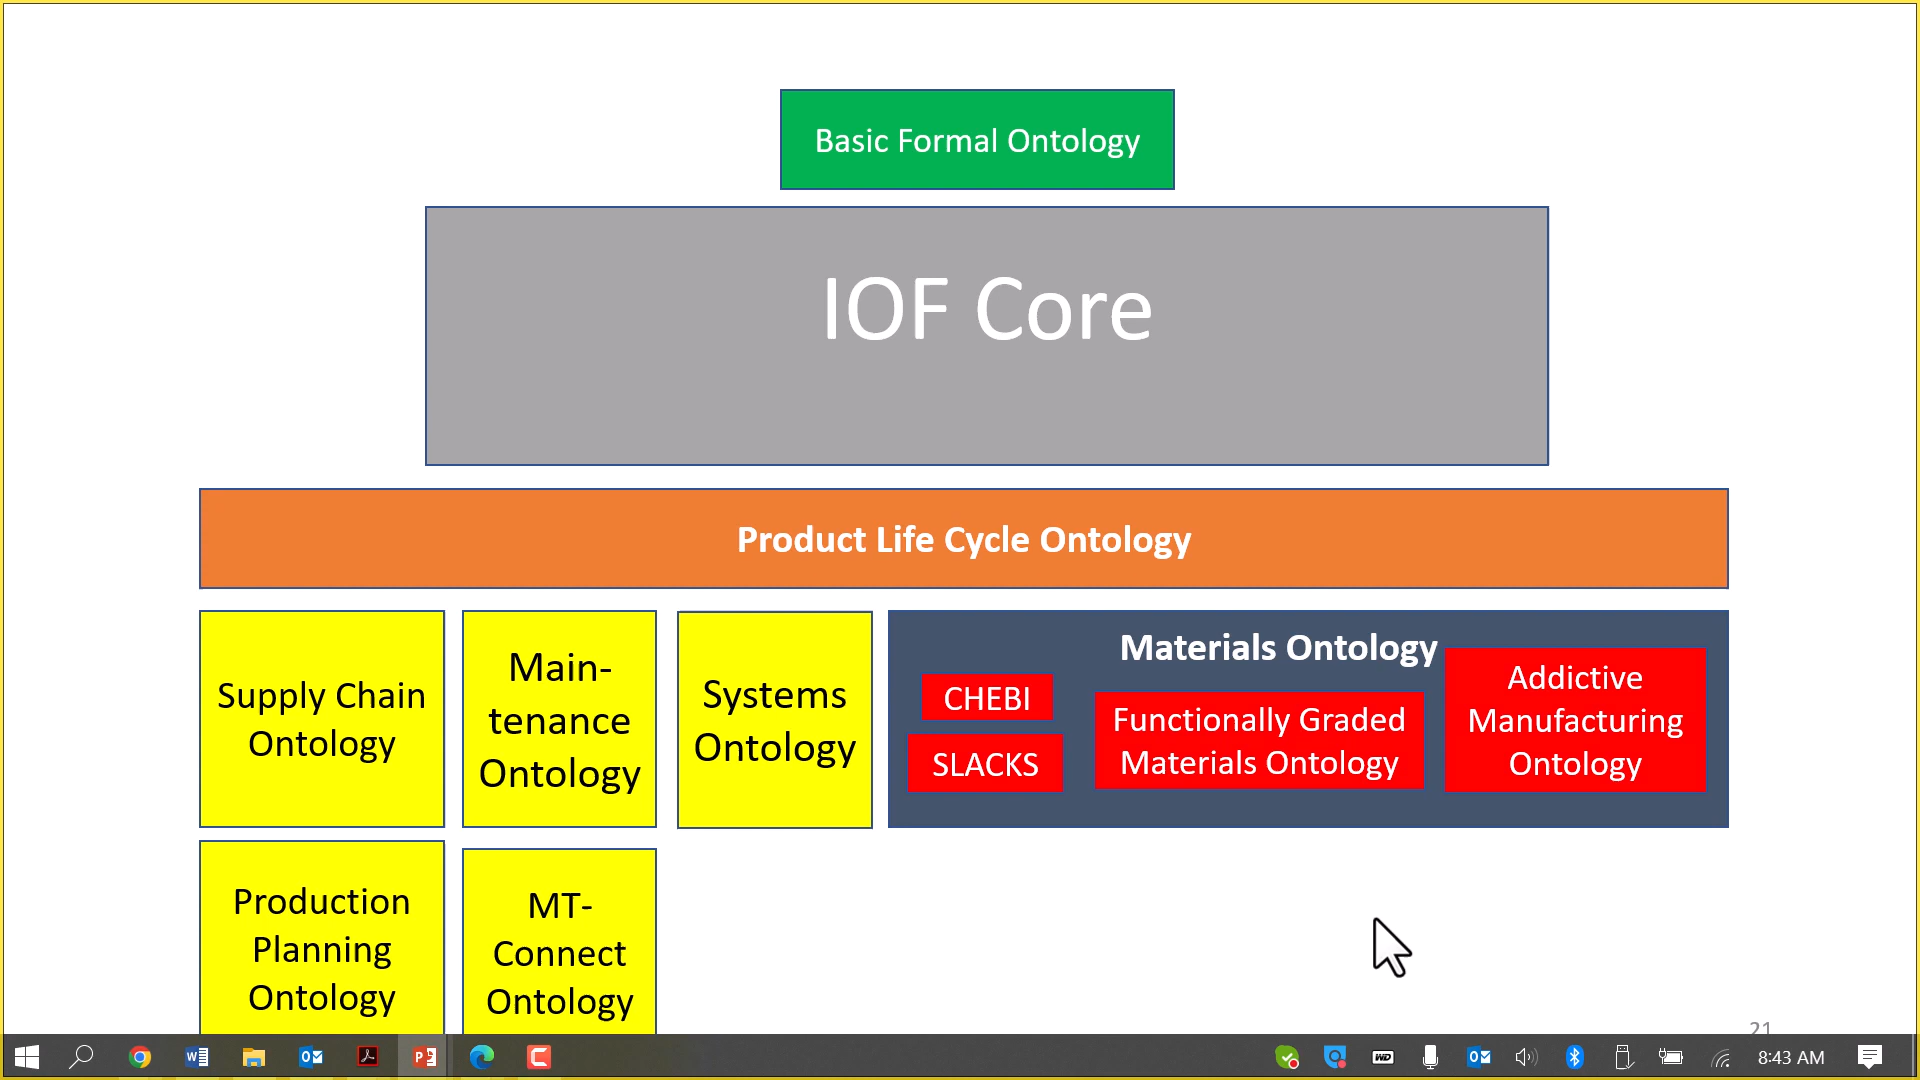 Basic Formal Ontology
IOF Core
Product Life Cycle Ontology
Supply Chain
Ontology
Main-
tenance
Ontology
Systems
Ontology
Materials Ontology
CHEBI
SLACKS
Functionally Graded
Materials Ontology
Addictive
Manufacturing
Ontology
Production
Planning
Ontology
MT-
Connect
Ontology
21
8:43 AM